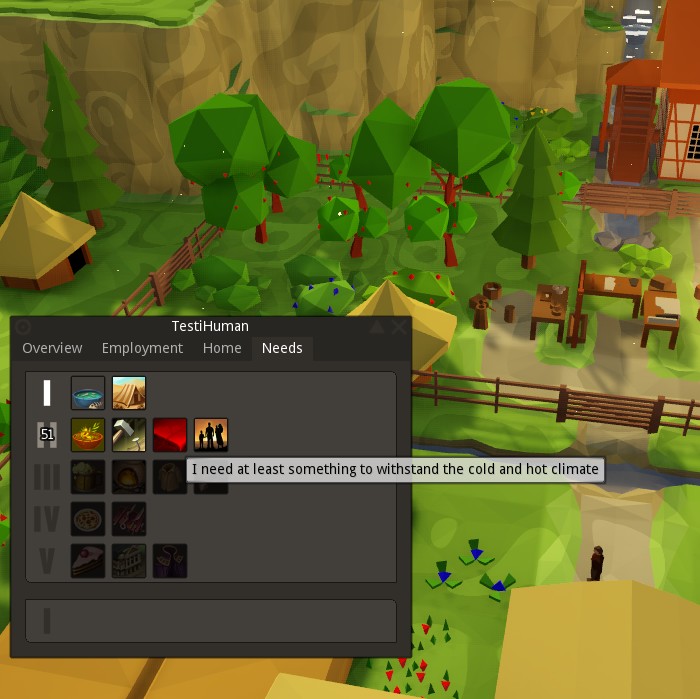 TestiHuman
Overview Employment Home Needs
I
51
I need at least something to withstand the cold and hot climate
III
IV
V
I